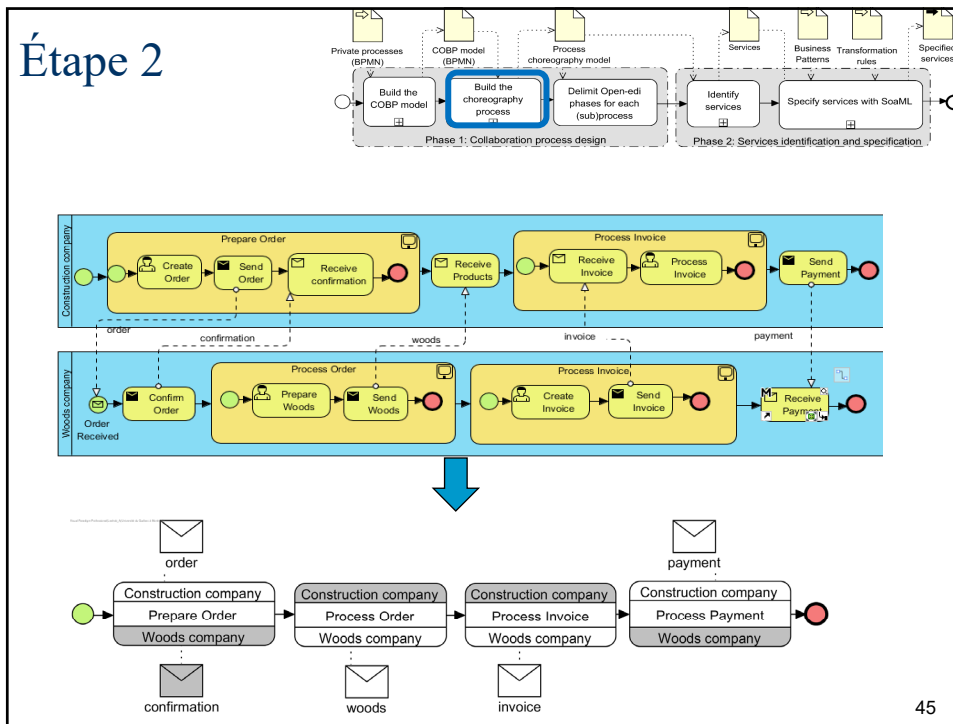 Étape 2
Private processes
(BPMN)
COBP model
(BPMN)
Process
choreography model
Services
Business
Patterns
Transformation
rules
Specified
services
Build the
COBP model
Build the
choreography
process
Delimit Open-edi
phases for each
(sub)process
Identify
services
Specify services with SoaML
Phase 1: Collaboration process design
Phase 2: Services identification and specification
Construction company
Prepare Order
Create
Order
Send
Order
Receive
confirmation
Receive
Products
Process Invoice
Receive
Invoice
Process
Invoice
Send
Payment
order
confirmation
woods
invoice
payment
Woods company
Order
Received
Confirm
Order
Process Order
Prepare
Woods
Send
Woods
Process Invoice
Create
Invoice
Send
Invoice
Receive
Payment
order
payment
Construction company
Prepare Order
Woods company
Construction company
Process Order
Woods company
Construction company
Process Invoice
Woods company
Construction company
Process Payment
Woods company
confirmation
woods
invoice
45